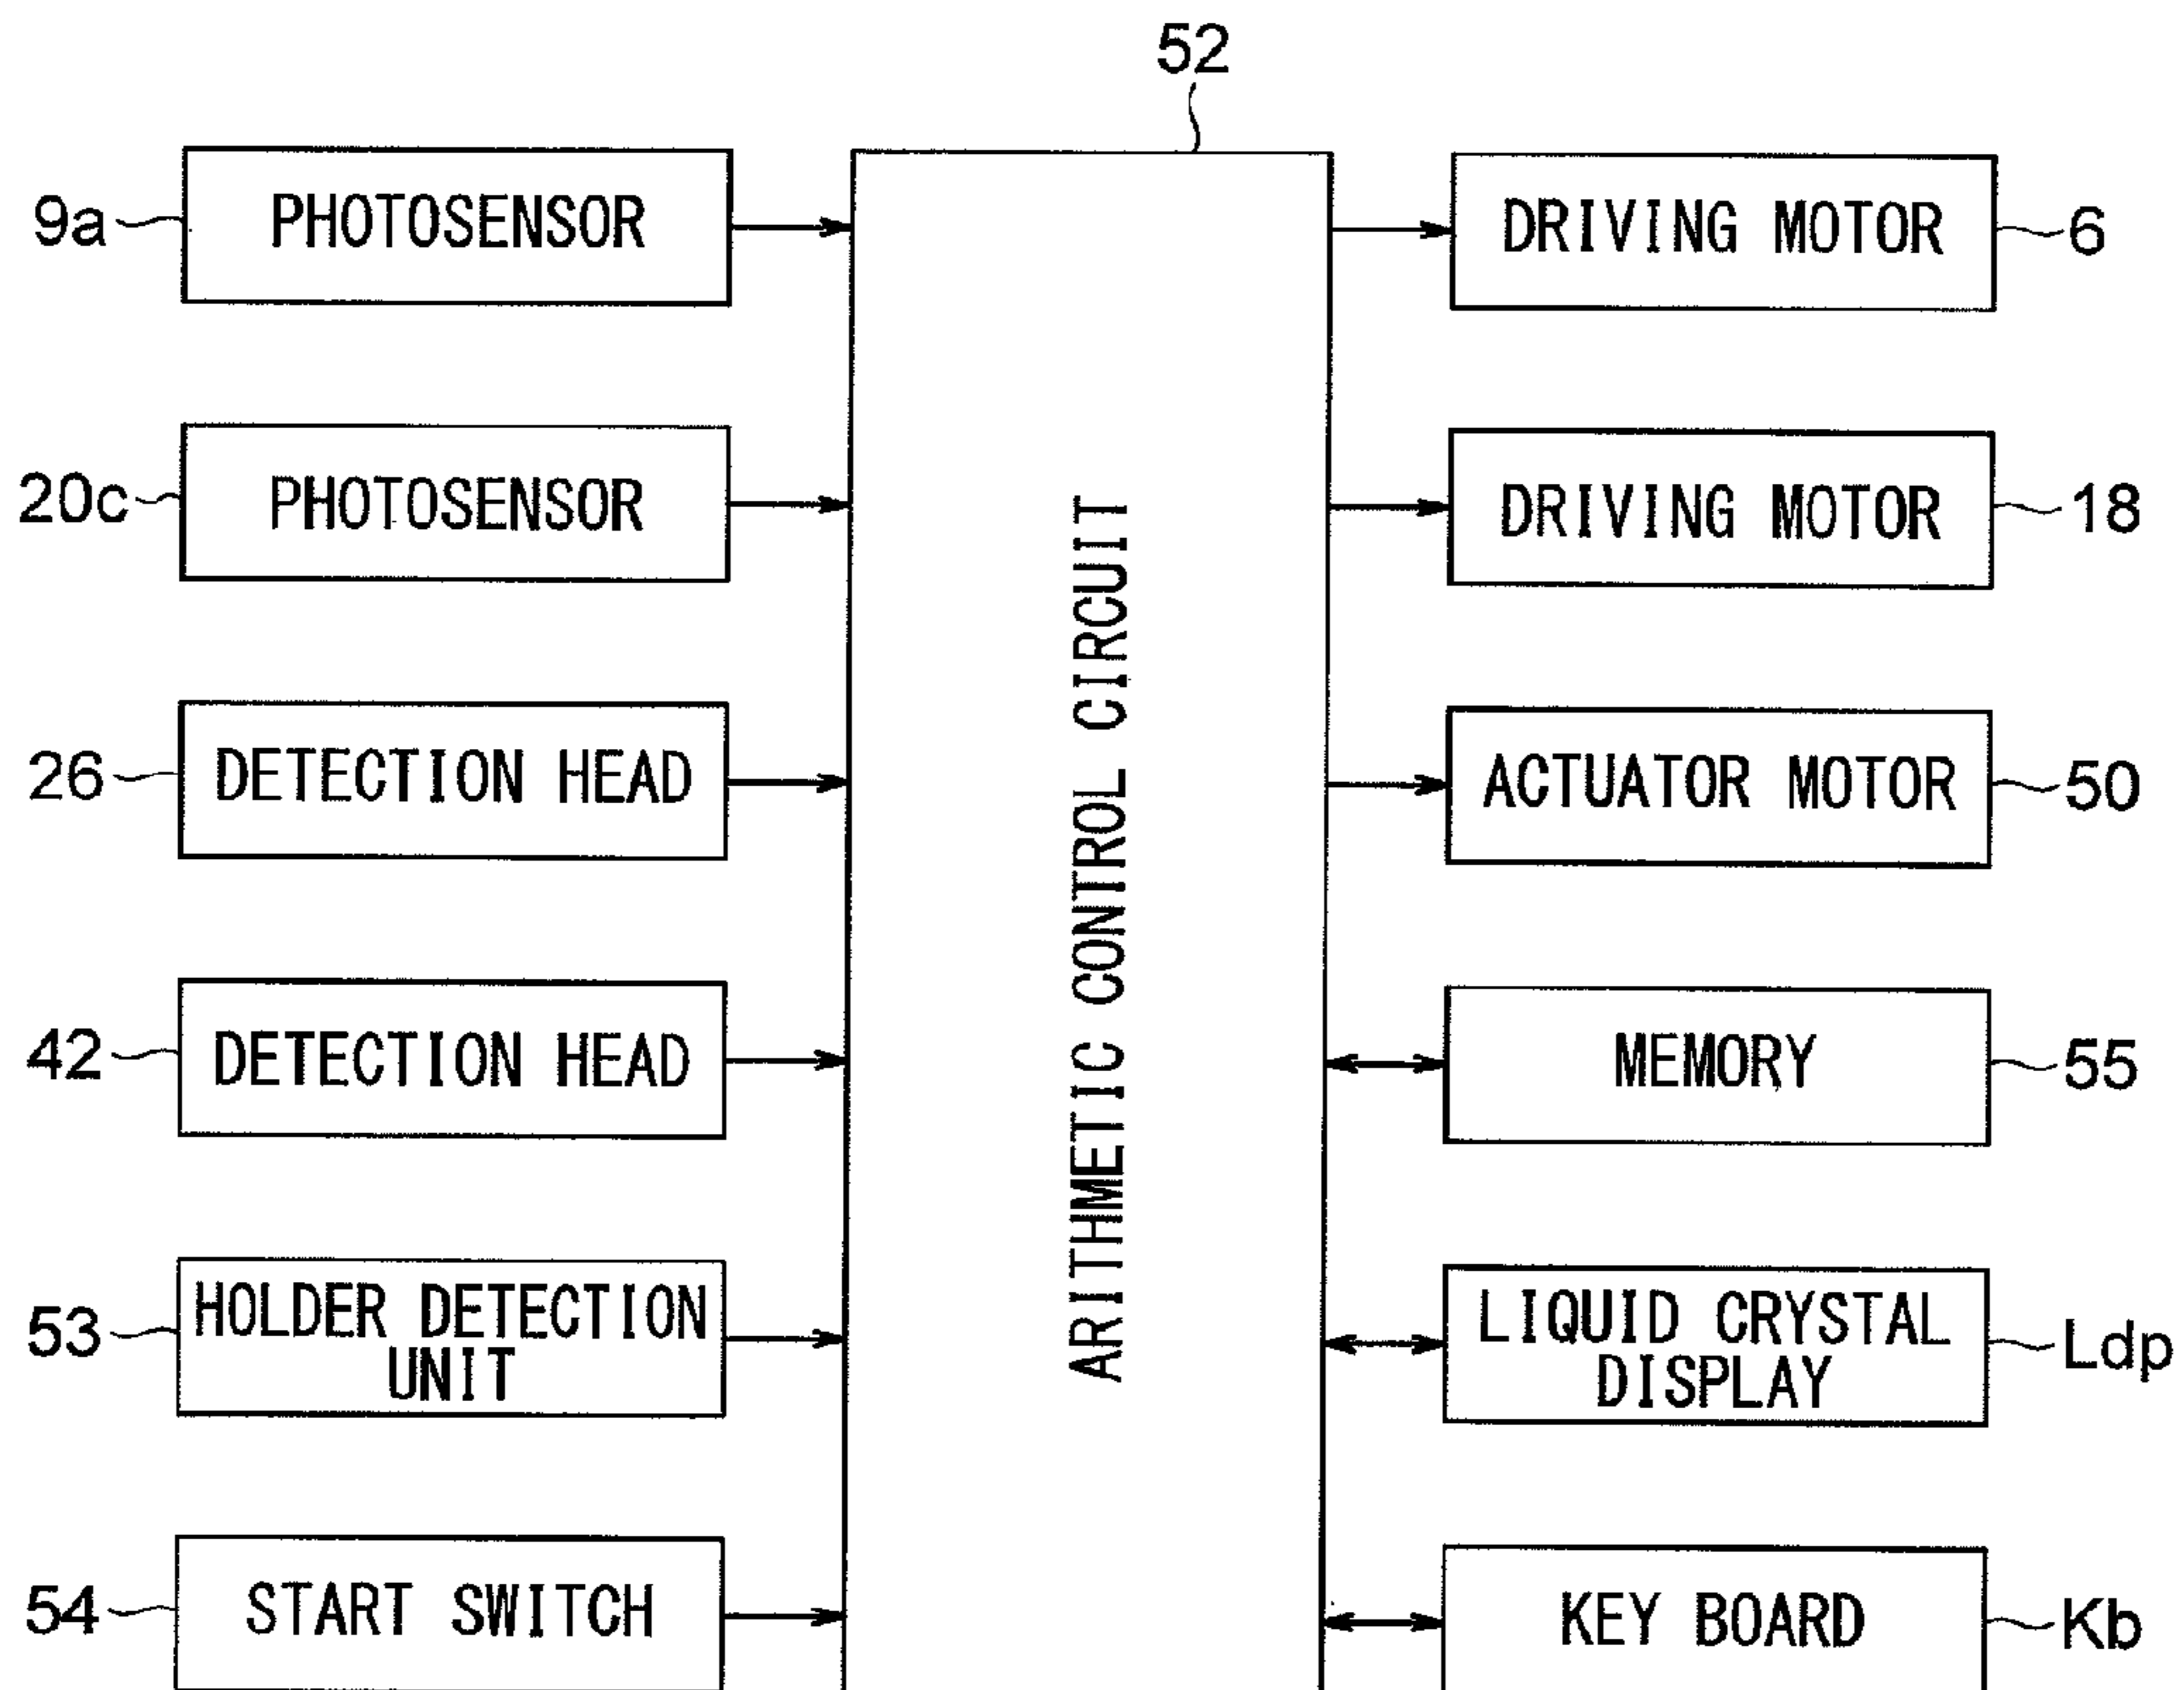 52
9a PHOTOSENSOR
20c PHOTOSENSOR
26 DETECTION HEAD
42 DETECTION HEAD
53 HOLDER DETECTION
UNIT
54 START SWITCH
ARITHMETIC CONTROL CIRCUIT
DRIVING MOTOR 6
DRIVING MOTOR 18
ACTUATOR MOTOR 50
MEMORY 55
LIQUID CRYSTAL Ldp
DISPLAY
KEY BOARD Kb